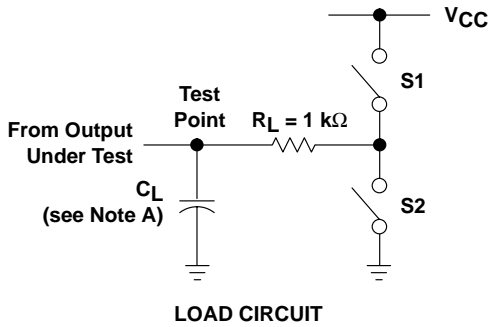 VCC
S1
Test
Point
RL = 1 kΩ
From Output
Under Test
CL
(see Note A)
S2
LOAD CIRCUIT